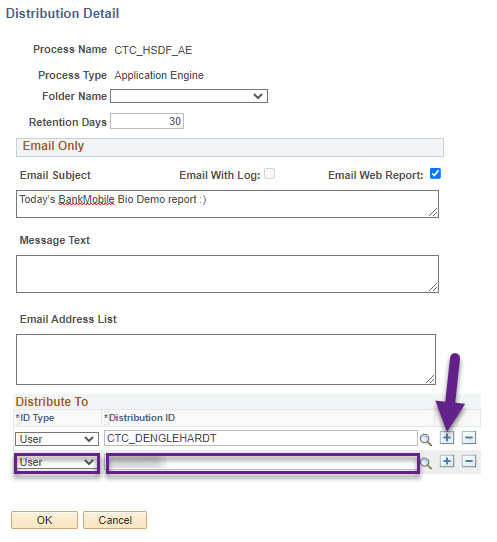 Distribution Detail
Process Name CTC_HSDF_AE
Process Type Application Engine
Folder Name
Retention Days 30
Email Only
Email Subject Email With Log: Email Web Report:
Today's BankMobile Bio Demo report :)
Message Text
Email Address List
Distribute To
*ID Type *Distribution ID
User CTC_DENGLEHARDT
User
OK Cancel